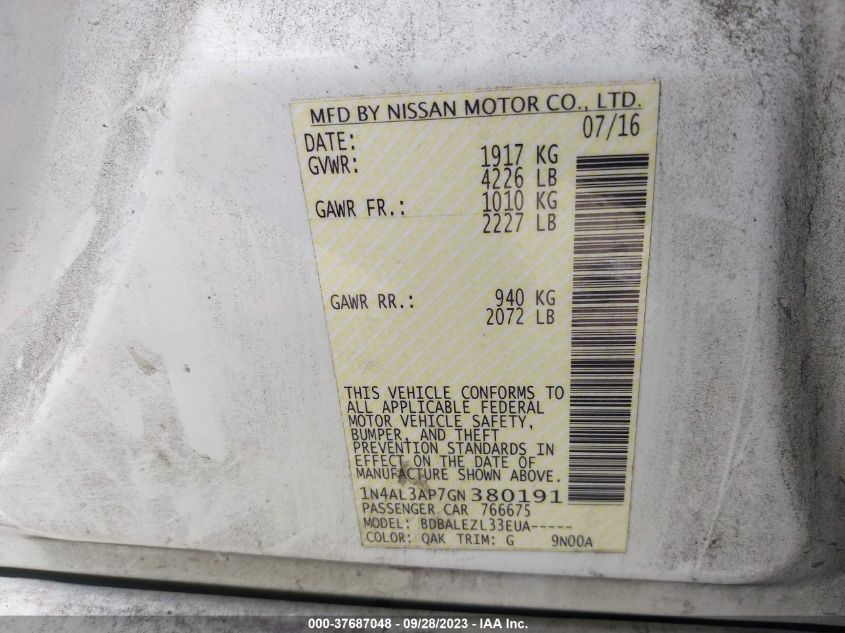 MFD BY NISSAN MOTOR CO., LTD.
DATE: 07/16
GVWR: 1917 KG
4226 LB
GAWR FR.: 1010 KG
2227 LB
GAWR RR.: 940 KG
2072 LB
THIS VEHICLE CONFORMS TO
ALL APPLICABLE FEDERAL
MOTOR VEHICLE SAFETY,
BUMPER, AND THEFT
PREVENTION STANDARDS IN
EFFECT ON THE DATE OF
MANUFACTURE SHOWN ABOVE.
1N4AL3AP7GN380191
PASSENGER CAR 766675
MODEL: BDBALEZL33EUA-----
COLOR: QAK TRIM: G 9N00A
000-37687048 - 09/28/2023 - IAA Inc.